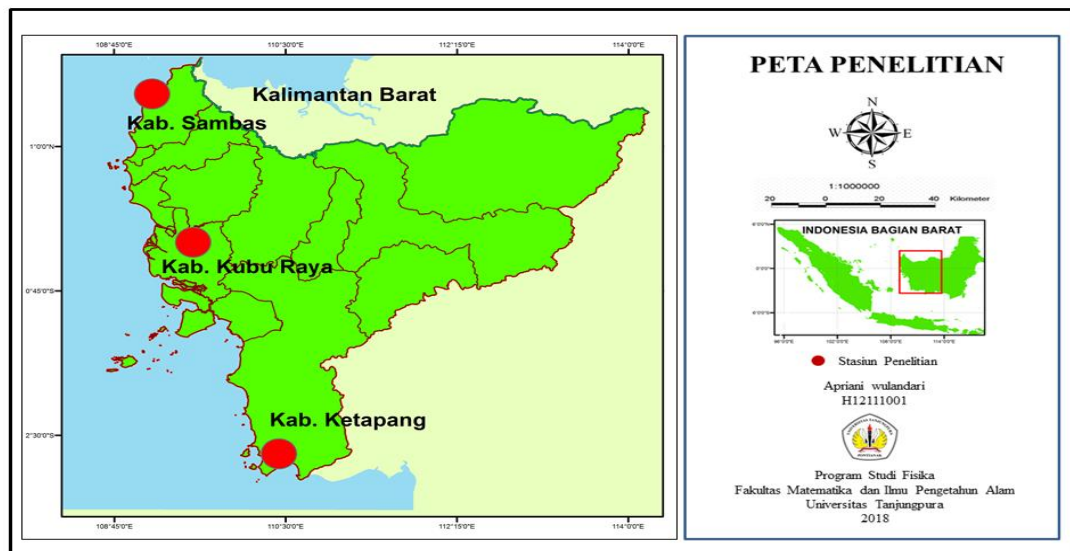 108°45'0"E
110°30'0"E
112°15'0"E
114°0'0"E
Kalimantan Barat
Kab. Sambas
1°0'0"N
Kab. Kubu Raya
0°45'0"S
Kab. Ketapang
2°30'0"S
108°45'0"E
110°30'0"E
112°15'0"E
114°0'0"E
PETA PENELITIAN
N
W
E
S
1:1000000
20 0 20 40 Kilometer
INDONESIA BAGIAN BARAT
Stasiun Penelitian
Apriani wulandari
H12111001
Program Studi Fisika
Fakultas Matematika dan Ilmu Pengetahun Alam
Universitas Tanjungpura
2018